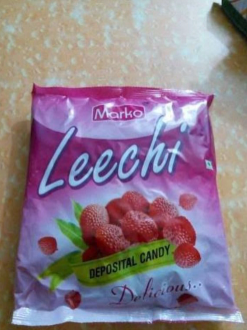 Marko
Leechi
DEPOSITAL CANDY
Delicious..